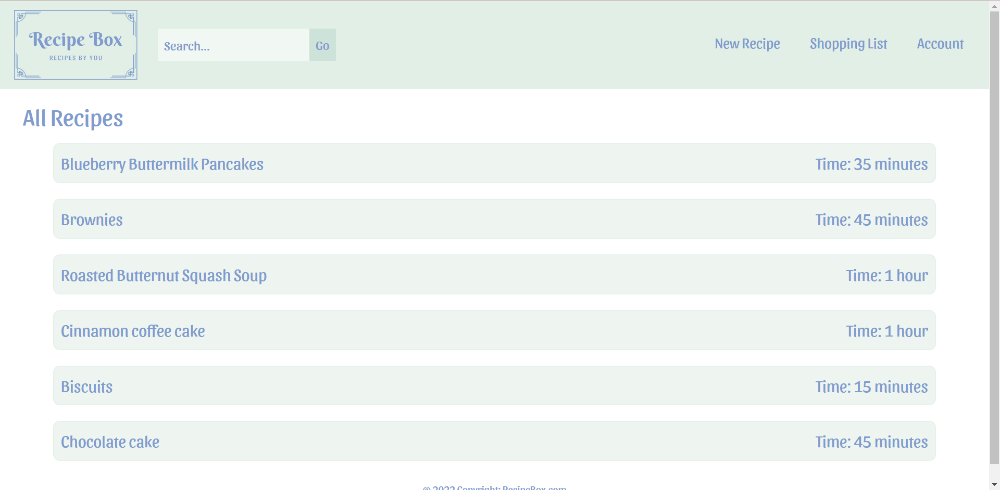 Recipe Box
RECIPES BY YOU
Search...
Go
New Recipe
Shopping List
Account
All Recipes
Blueberry Buttermilk Pancakes
Time: 35 minutes
Brownies
Time: 45 minutes
Roasted Butternut Squash Soup
Time: 1 hour
Cinnamon coffee cake
Time: 1 hour
Biscuits
Time: 15 minutes
Chocolate cake
Time: 45 minutes
© 2022 Copyright: RecipeBox.com